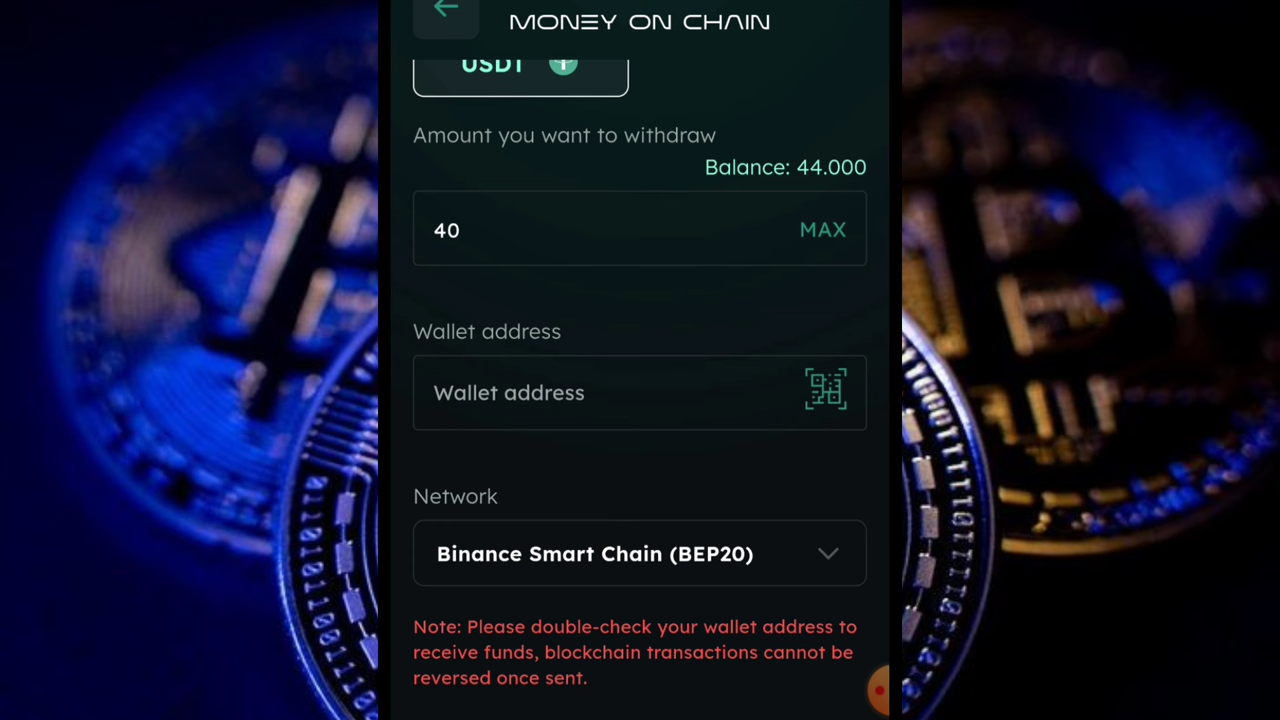 MONEY ON CHAIN
USDT
Amount you want to withdraw
Balance: 44.000
40
MAX
Wallet address
Wallet address
Network
Binance Smart Chain (BEP20)
Note: Please double-check your wallet address to
receive funds, blockchain transactions cannot be
reversed once sent.